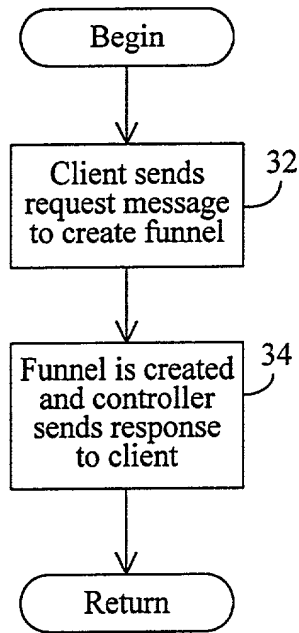 Begin
Client sends
request message
to create funnel
32
Funnel is created
and controller
sends response
to client
34
Return